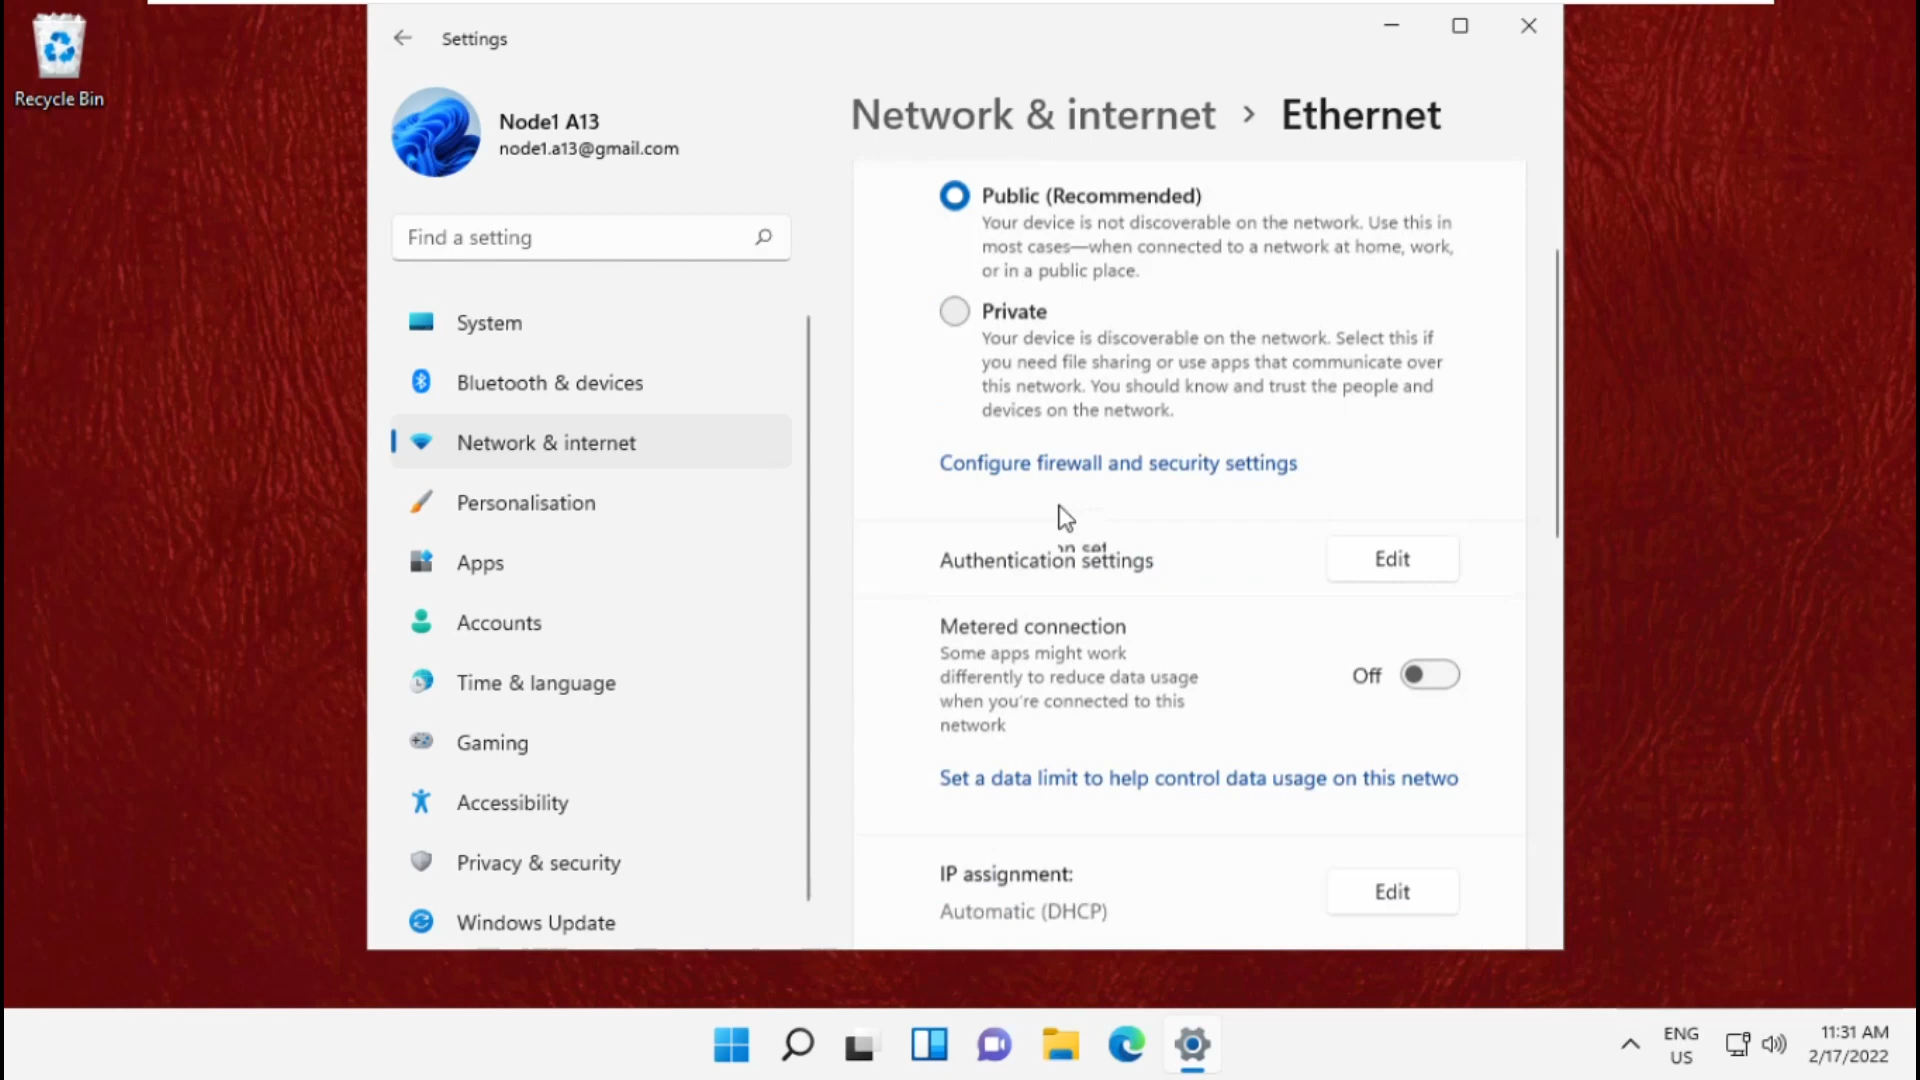 Recycle Bin
Settings
Node1 A13
node1.a13@gmail.com
Find a setting
System
Bluetooth & devices
Network & internet
Personalisation
Apps
Accounts
Time & language
Gaming
Accessibility
Privacy & security
Windows Update
Network & internet > Ethernet
Public (Recommended)
Your device is not discoverable on the network. Use this in
most cases—when connected to a network at home, work,
or in a public place.
Private
Your device is discoverable on the network. Select this if
you need file sharing or use apps that communicate over
this network. You should know and trust the people and
devices on the network.
Configure firewall and security settings
Authentication settings
Edit
Metered connection
Some apps might work
differently to reduce data usage
when you're connected to this
network
Off
Set a data limit to help control data usage on this netwo
IP assignment:
Automatic (DHCP)
Edit
ENG
US
11:31 AM
2/17/2022